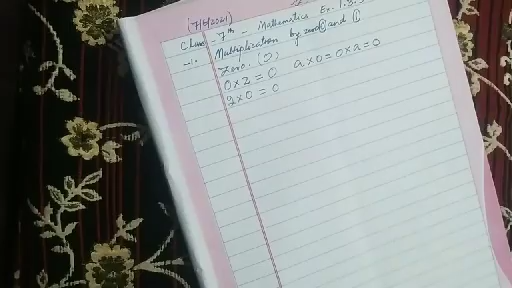 7/6/2021
Class - 7th - Mathematics Ex- 1.3.
Multiplication by zero and
Zero. (0)
0 × 2 = 0 a × 0 = 0 × a = 0
2 × 0 = 0